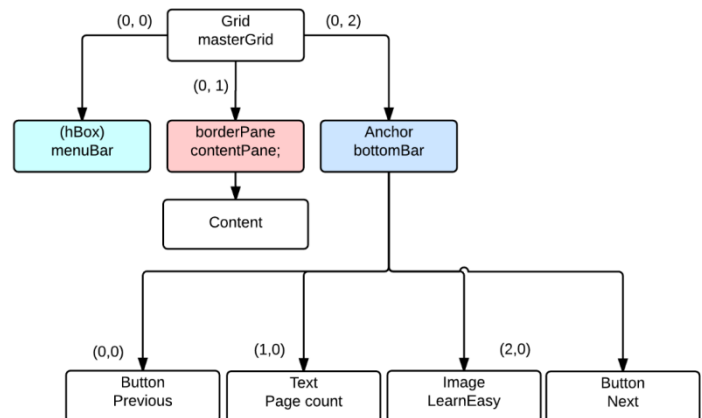 (0, 0)
Grid
masterGrid
(0, 2)
(0, 1)
(hBox)
menuBar
borderPane
contentPane;
Anchor
bottomBar
Content
(0,0)
(1,0)
(2,0)
Button
Previous
Text
Page count
Image
LearnEasy
Button
Next